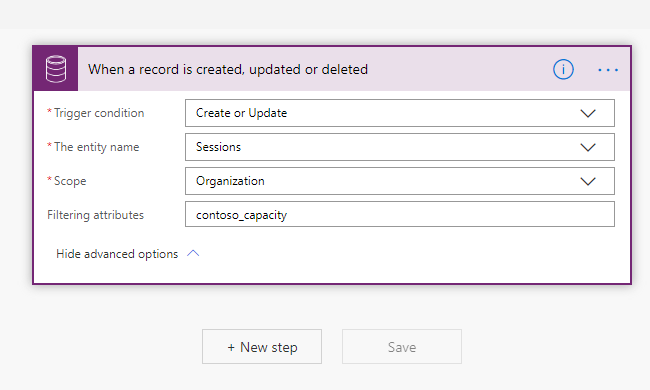 When a record is created, updated or deleted
* Trigger condition Create or Update
* The entity name Sessions
* Scope Organization
Filtering attributes contoso_capacity
Hide advanced options
+ New step Save